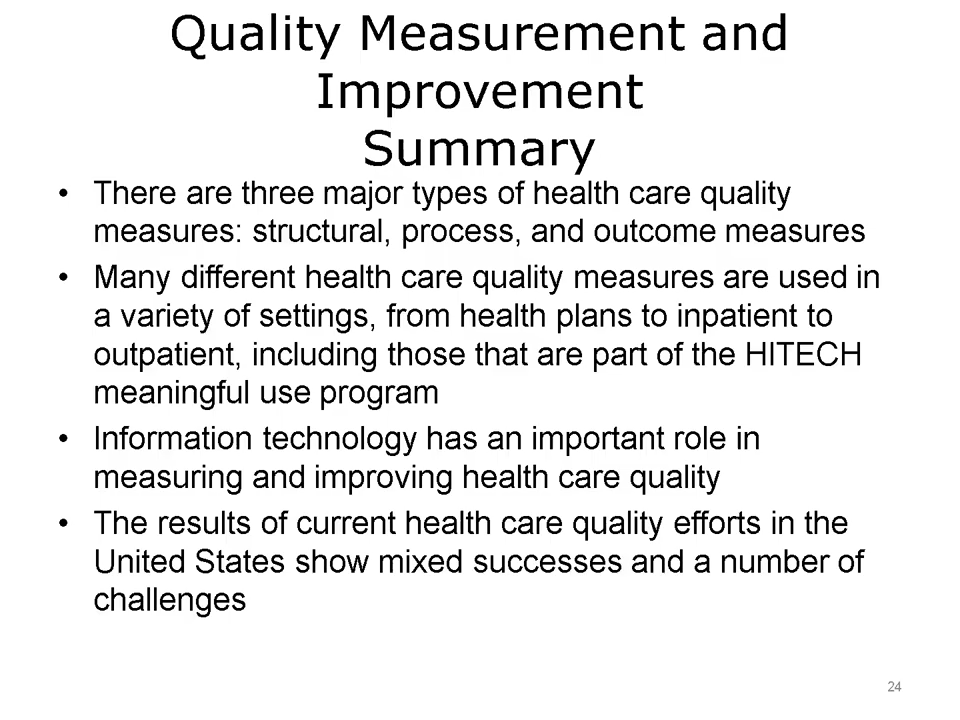 Quality Measurement and
Improvement
Summary
• There are three major types of health care quality
measures: structural, process, and outcome measures
• Many different health care quality measures are used in
a variety of settings, from health plans to inpatient to
outpatient, including those that are part of the HITECH
meaningful use program
• Information technology has an important role in
measuring and improving health care quality
• The results of current health care quality efforts in the
United States show mixed successes and a number of
challenges
24